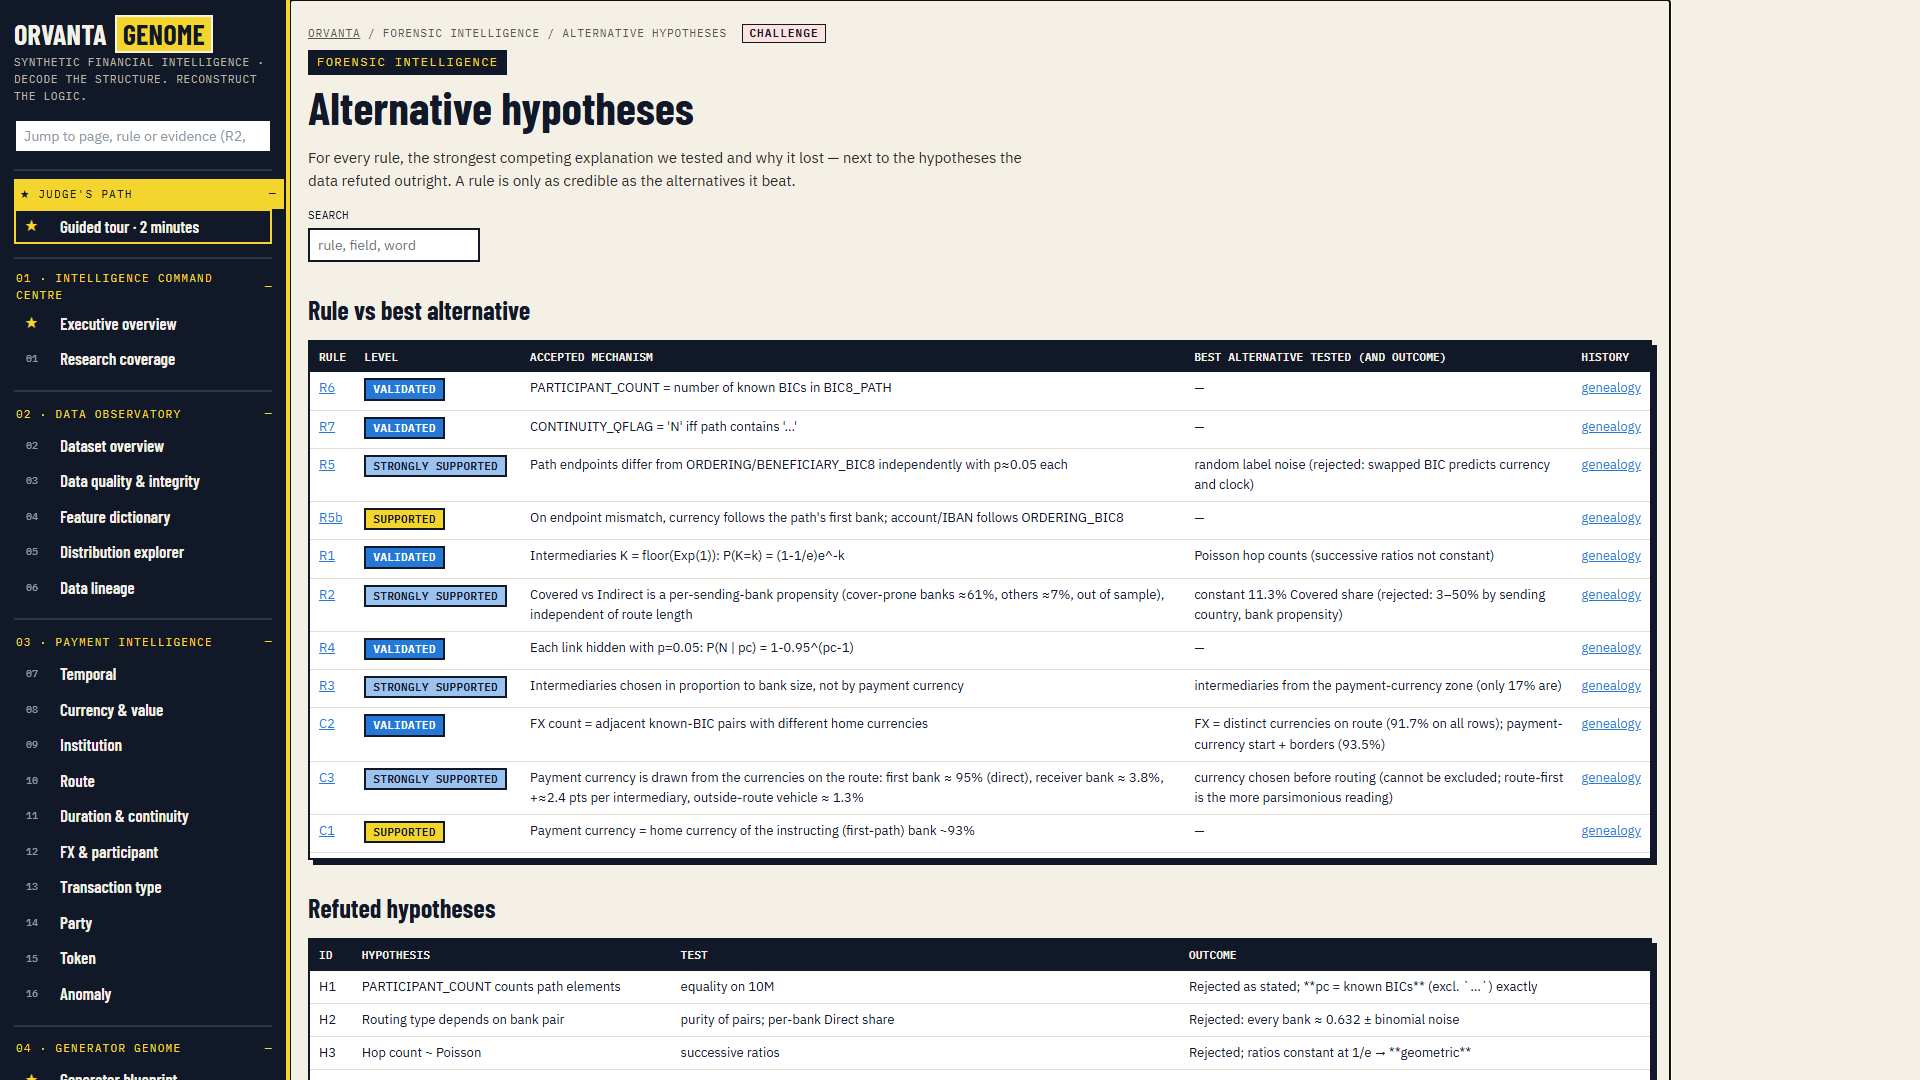 ORVANTA GENOME
SYNTHETIC FINANCIAL INTELLIGENCE ·
DECODE THE STRUCTURE. RECONSTRUCT
THE LOGIC.
Jump to page, rule or evidence (R2,
★ JUDGE'S PATH −
★ Guided tour · 2 minutes
01 · INTELLIGENCE COMMAND
CENTRE −
★ Executive overview
01 Research coverage
02 · DATA OBSERVATORY −
02 Dataset overview
03 Data quality & integrity
04 Feature dictionary
05 Distribution explorer
06 Data lineage
03 · PAYMENT INTELLIGENCE −
07 Temporal
08 Currency & value
09 Institution
10 Route
11 Duration & continuity
12 FX & participant
13 Transaction type
14 Party
15 Token
16 Anomaly
04 · GENERATOR GENOME −
★ Generator blueprint
ORVANTA / FORENSIC INTELLIGENCE / ALTERNATIVE HYPOTHESES CHALLENGE
FORENSIC INTELLIGENCE
Alternative hypotheses
For every rule, the strongest competing explanation we tested and why it lost — next to the hypotheses the
data refuted outright. A rule is only as credible as the alternatives it beat.
SEARCH
rule, field, word
Rule vs best alternative
RULE LEVEL ACCEPTED MECHANISM BEST ALTERNATIVE TESTED (AND OUTCOME) HISTORY
R6 VALIDATED PARTICIPANT_COUNT = number of known BICs in BIC8_PATH — genealogy
R7 VALIDATED CONTINUITY_QFLAG = 'N' iff path contains '…' — genealogy
R5 STRONGLY SUPPORTED Path endpoints differ from ORDERING/BENEFICIARY_BIC8 independently with p≈0.05 each random label noise (rejected: swapped BIC predicts currency genealogy
and clock)
R5b SUPPORTED On endpoint mismatch, currency follows the path's first bank; account/IBAN follows ORDERING_BIC8 — genealogy
R1 VALIDATED Intermediaries K = floor(Exp(1)): P(K=k) = (1-1/e)e^-k Poisson hop counts (successive ratios not constant) genealogy
R2 STRONGLY SUPPORTED Covered vs Indirect is a per-sending-bank propensity (cover-prone banks ≈61%, others ≈7%, out of sample), constant 11.3% Covered share (rejected: 3–50% by sending genealogy
independent of route length country, bank propensity)
R4 VALIDATED Each link hidden with p=0.05: P(N | pc) = 1-0.95^(pc-1) — genealogy
R3 STRONGLY SUPPORTED Intermediaries chosen in proportion to bank size, not by payment currency intermediaries from the payment-currency zone (only 17% are) genealogy
C2 VALIDATED FX count = adjacent known-BIC pairs with different home currencies FX = distinct currencies on route (91.7% on all rows); payment- genealogy
currency start + borders (93.5%)
C3 STRONGLY SUPPORTED Payment currency is drawn from the currencies on the route: first bank ≈ 95% (direct), receiver bank ≈ 3.8%, currency chosen before routing (cannot be excluded; route-first genealogy
+≈2.4 pts per intermediary, outside-route vehicle ≈ 1.3% is the more parsimonious reading)
C1 SUPPORTED Payment currency = home currency of the instructing (first-path) bank ~93% — genealogy
Refuted hypotheses
ID HYPOTHESIS TEST OUTCOME
H1 PARTICIPANT_COUNT counts path elements equality on 10M Rejected as stated; **pc = known BICs** (excl. `…`) exactly
H2 Routing type depends on bank pair purity of pairs; per-bank Direct share Rejected: every bank ≈ 0.632 ± binomial noise
H3 Hop count ~ Poisson successive ratios Rejected; ratios constant at 1/e → **geometric**